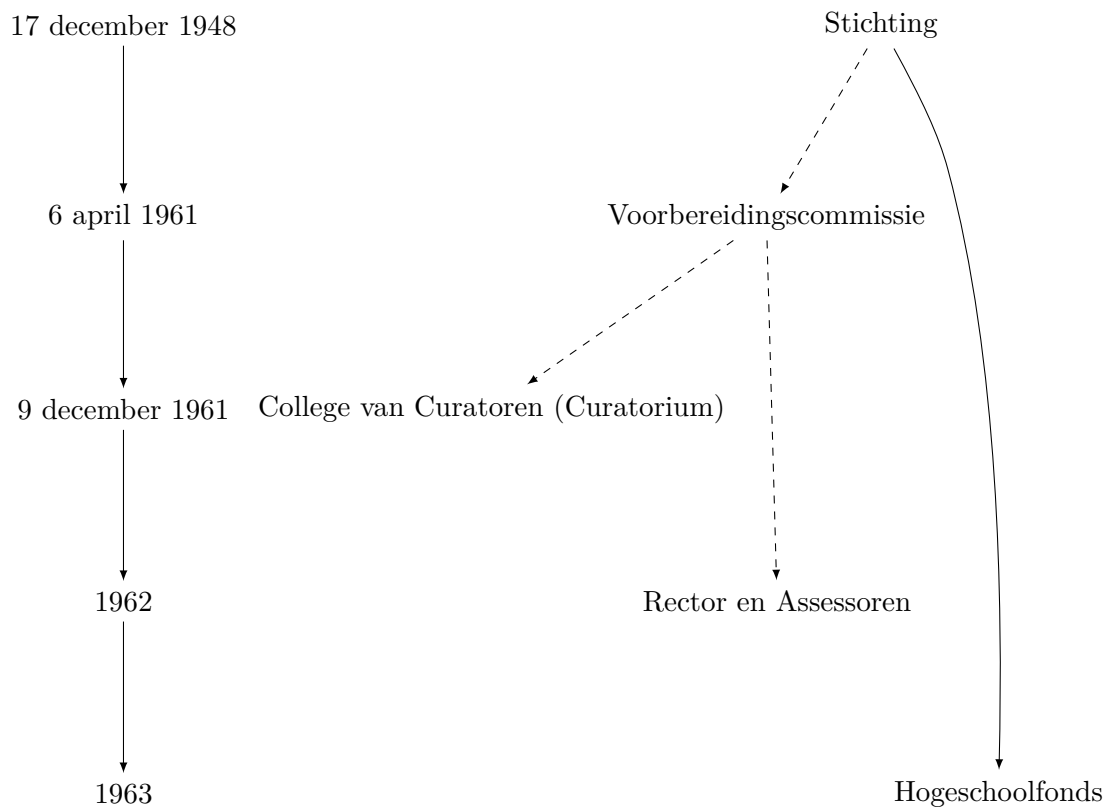 17 december 1948
Stichting
6 april 1961
Voorbereidingscommissie
9 december 1961
College van Curatoren (Curatorium)
1962
Rector en Assessoren
1963
Hogeschoolfonds